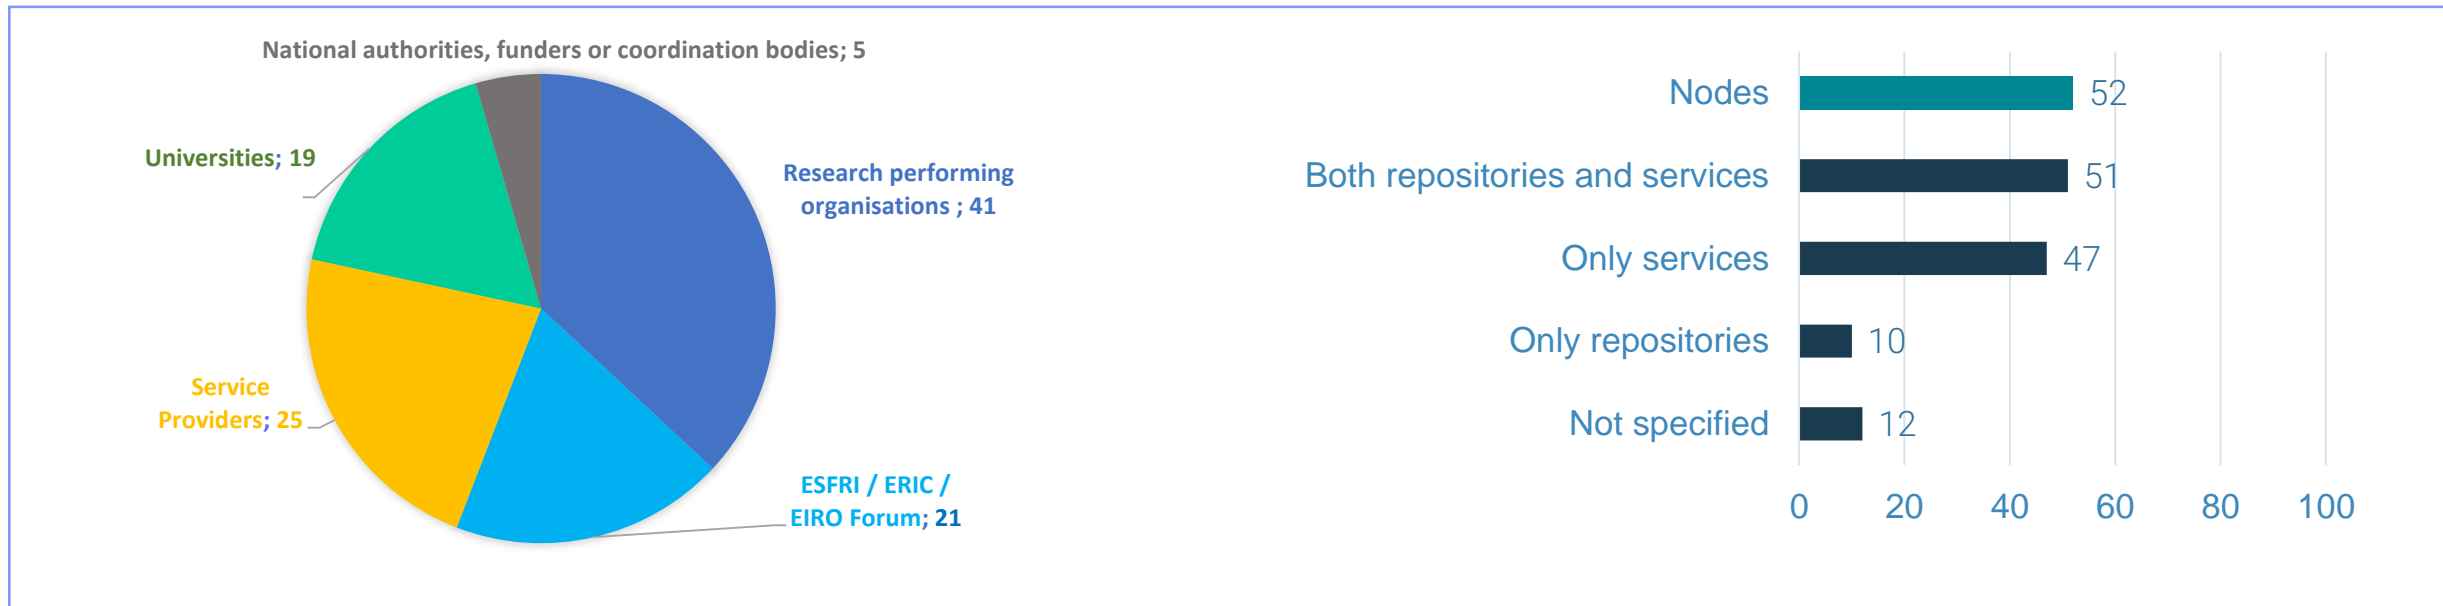 National authorities, funders or coordination bodies; 5
Universities; 19
Research performing
organisations ; 41
Service
Providers; 25
ESFRI / ERIC /
EIRO Forum; 21
Nodes 52
Both repositories and services 51
Only services 47
Only repositories 10
Not specified 12
0 20 40 60 80 100